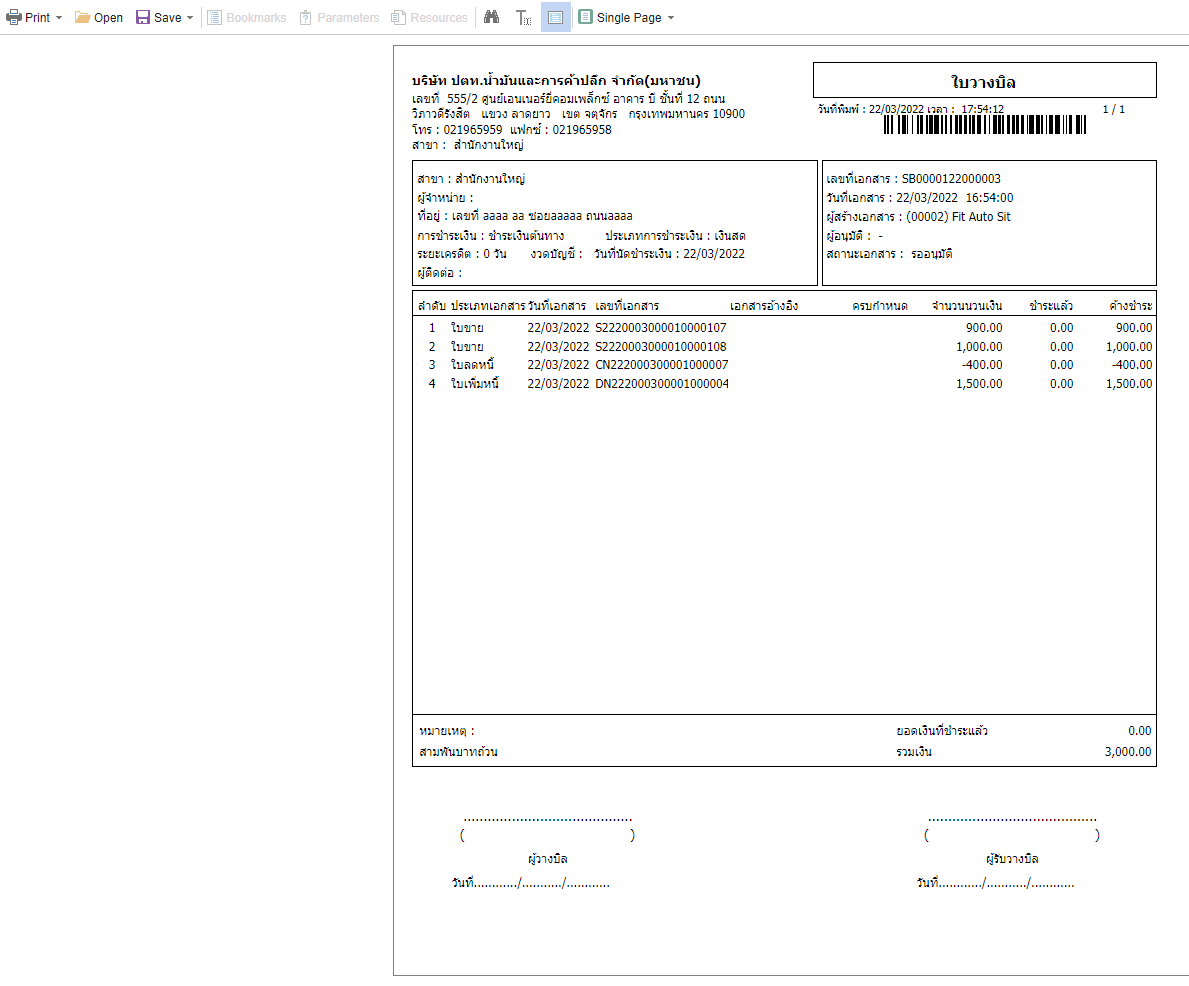 Print Open Save Bookmarks Parameters Resources Single Page
บริษัท ปตท.น้ำมันและการค้าปลีก จำกัด(มหาชน)
ใบวางบิล
เลขที่ 555/2 ศูนย์เอนเนอร์ยี่คอมเพล็กซ์ อาคาร บี ชั้นที่ 12 ถนน
วิภาวดีรังสิต แขวง ลาดยาว เขต จตุจักร กรุงเทพมหานคร 10900
โทร : 021965959 แฟกซ์ : 021965958
สาขา : สำนักงานใหญ่
วันที่พิมพ์ : 22/03/2022 เวลา : 17:54:12 1 / 1
สาขา : สำนักงานใหญ่
ผู้จำหน่าย :
ที่อยู่ : เลขที่ aaaa aa ซอยaaaaa ถนนaaaa
การชำระเงิน : ชำระเงินต้นทาง ประเภทการชำระเงิน : เงินสด
ระยะเครดิต : 0 วัน งวดบัญชี : วันที่นัดชำระเงิน : 22/03/2022
ผู้ติดต่อ :
เลขที่เอกสาร : SB0000122000003
วันที่เอกสาร : 22/03/2022 16:54:00
ผู้สร้างเอกสาร : (00002) Fit Auto Sit
ผู้อนุมัติ : -
สถานะเอกสาร : รออนุมัติ
ลำดับ ประเภทเอกสาร วันที่เอกสาร เลขที่เอกสาร เอกสารอ้างอิง ครบกำหนด จำนวนนวนเงิน ชำระแล้ว ค้างชำระ
1 ใบขาย 22/03/2022 S2220003000010000107 900.00 0.00 900.00
2 ใบขาย 22/03/2022 S2220003000010000108 1,000.00 0.00 1,000.00
3 ใบลดหนี้ 22/03/2022 CN222000300001000007 -400.00 0.00 -400.00
4 ใบเพิ่มหนี้ 22/03/2022 DN222000300001000004 1,500.00 0.00 1,500.00
หมายเหตุ : ยอดเงินที่ชำระแล้ว 0.00
สามพันบาทถ้วน รวมเงิน 3,000.00
.......................................... ..........................................
( ) ( )
ผู้วางบิล ผู้รับวางบิล
วันที่.........../........../........... วันที่.........../........../...........